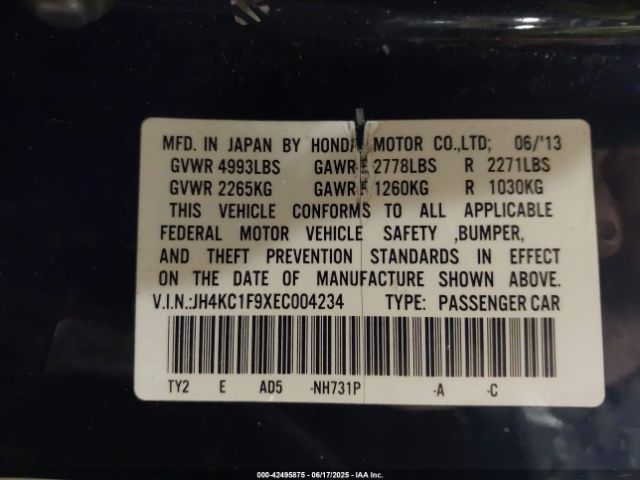 MFD. IN JAPAN BY HONDA MOTOR CO.,LTD; 06/'13
GVWR 4993LBS GAWR F 2778LBS R 2271LBS
GVWR 2265KG GAWR F 1260KG R 1030KG
THIS VEHICLE CONFORMS TO ALL APPLICABLE
FEDERAL MOTOR VEHICLE SAFETY ,BUMPER,
AND THEFT PREVENTION STANDARDS IN EFFECT
ON THE DATE OF MANUFACTURE SHOWN ABOVE.
V.I.N.:JH4KC1F9XEC004234 TYPE: PASSENGER CAR
TY2 E AD5 -NH731P -A -C
000-42495875 - 06/17/2025 - IAA Inc.